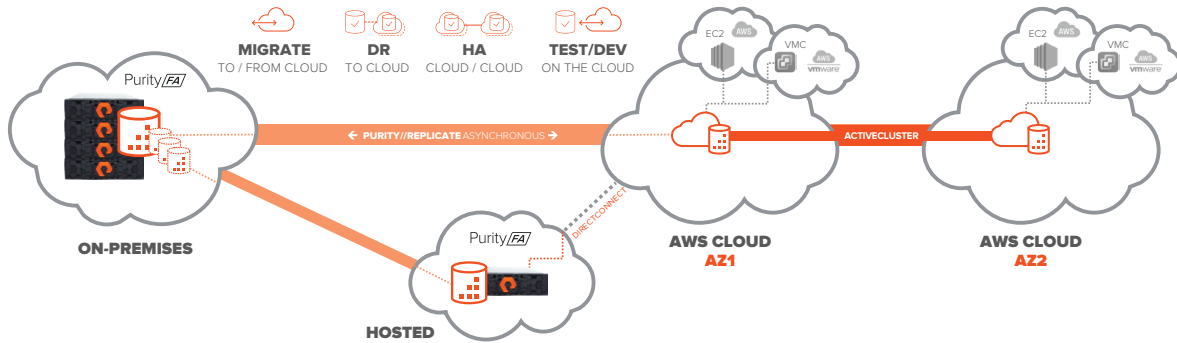 MIGRATE
TO / FROM CLOUD
DR
TO CLOUD
HA
CLOUD / CLOUD
TEST/DEV
ON THE CLOUD
Purity/FA
← PURITY//REPLICATE ASYNCHRONOUS →
ON-PREMISES
EC2
AWS
VMC
AWS
vmware
ACTIVECLUSTER
EC2
AWS
VMC
AWS
vmware
AWS CLOUD
AZ1
AWS CLOUD
AZ2
DIRECTCONNECT
Purity/FA
HOSTED